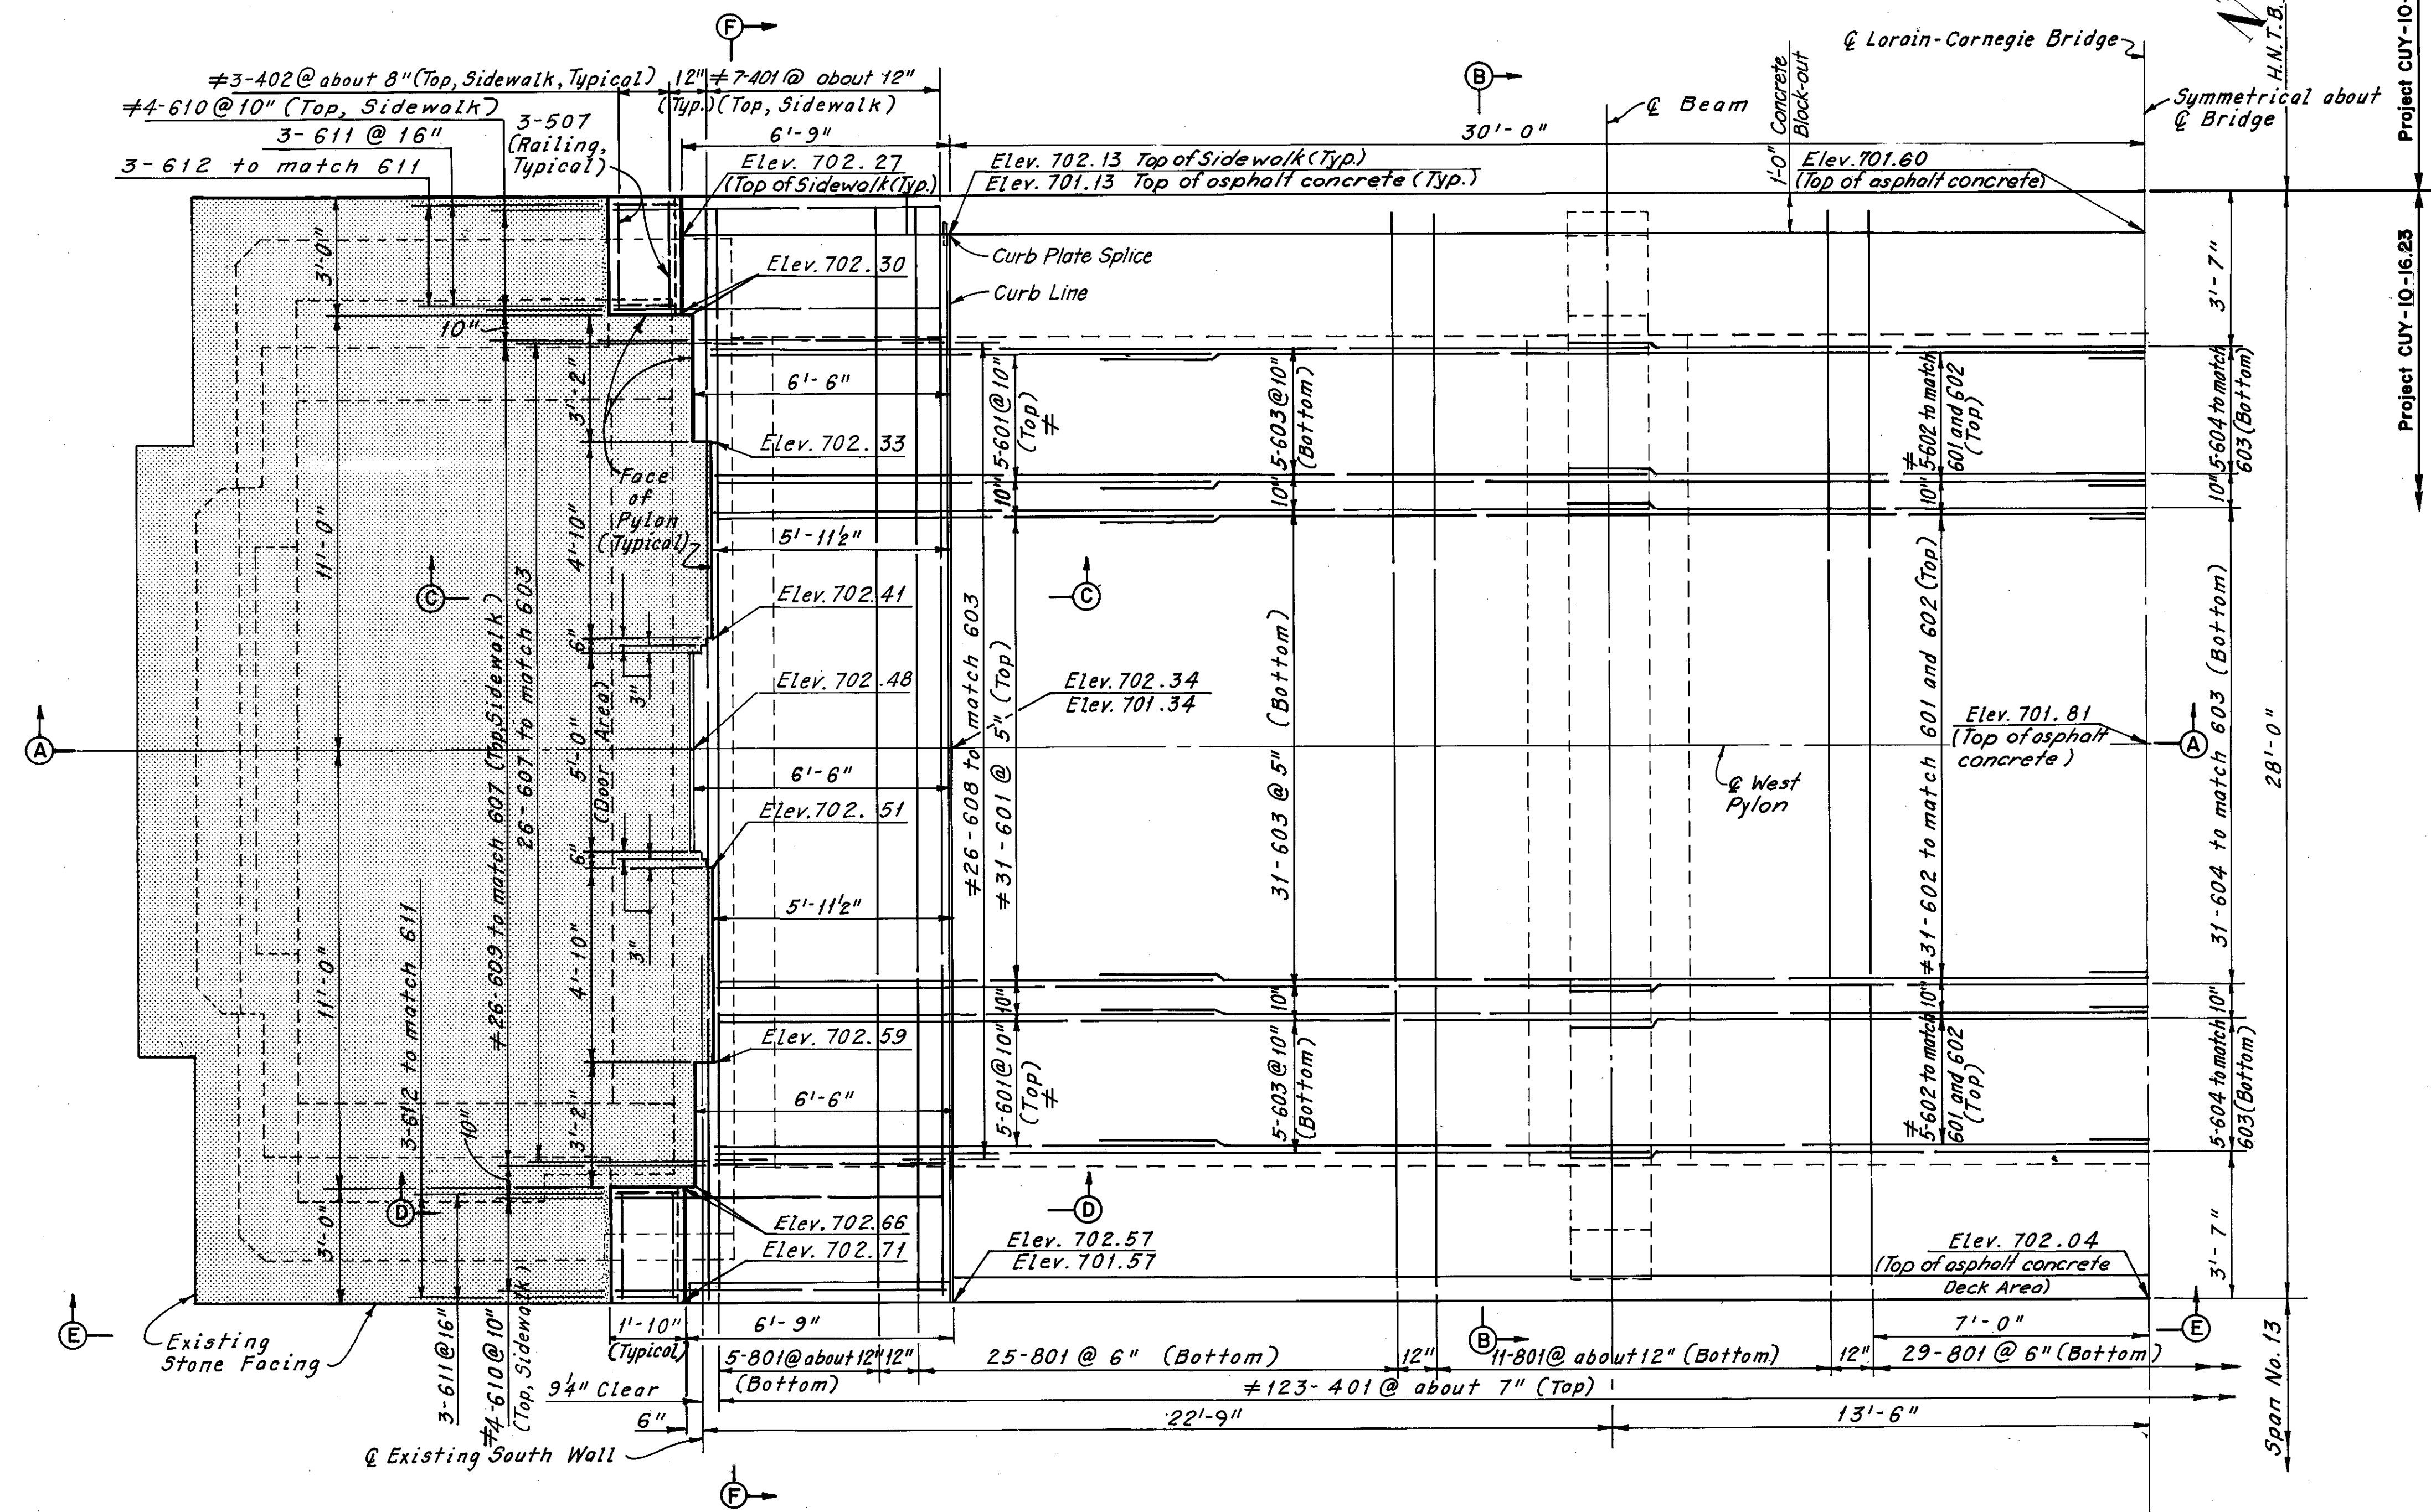 F
B
℄ Lorain-Carnegie Bridge
H.N.T.B.
Project CUY-10-
≠3-402 @ about 8" (Top, Sidewalk, Typical)
12"
(Typ.)
≠7-401 @ about 12"
(Top, Sidewalk)
≠4-610 @ 10" (Top, Sidewalk)
3-611 @ 16"
3-612 to match 611
3-507
(Railing,
Typical)
6'-9"
30'-0"
℄ Beam
1'-0" Concrete
Block-out
Symmetrical about
℄ Bridge
Elev. 702.27
(Top of Sidewalk (Typ.)
Elev. 702.13 Top of Sidewalk (Typ.)
Elev. 701.13 Top of asphalt concrete (Typ.)
Elev. 701.60
(Top of asphalt concrete)
Project CUY-10-16.23
3'-0"
Elev. 702.30
Curb Plate Splice
Curb Line
3'-7"
10"
3'-2"
6'-6"
5-601 @ 10"
(Top)
≠
5-603 @ 10"
(Bottom)
≠
5-602 to match
601 and 602
(Top)
5-604 to match
603 (Bottom)
Elev. 702.33
10"
10"
10"
10"
Face
of
Pylon
(Typical)
11'-0"
4'-10"
5'-11½"
C
C
Elev. 702.41
6"
3"
≠26-609 to match 607 (Top, Sidewalk)
26-607 to match 603
5'-0"
(Door Area)
Elev. 702.48
≠26-608 to match 603
≠31-601 @ 5" (Top)
31-603 @ 5" (Bottom)
≠31-602 to match 601 and 602 (Top)
31-604 to match 603 (Bottom)
28'-0"
Elev. 702.34
Elev. 701.34
Elev. 701.81
(Top of asphalt
concrete)
A
A
℄ West
Pylon
6'-6"
Elev. 702.51
6"
3"
5'-11½"
11'-0"
4'-10"
3-612 to match 611
10"
10"
10"
10"
Elev. 702.59
3'-2"
10"
6'-6"
5-601 @ 10"
(Top)
≠
5-603 @ 10"
(Bottom)
≠
5-602 to match
601 and 602
(Top)
5-604 to match
603 (Bottom)
D
D
3'-0"
Elev. 702.66
Elev. 702.71
Elev. 702.57
Elev. 701.57
Elev. 702.04
(Top of asphalt concrete
Deck Area)
3'-7"
E
E
Existing
Stone Facing
3-611 @ 16"
≠4-610 @ 10"
(Top, Sidewalk)
1'-10"
(Typical)
6'-9"
B
7'-0"
5-801 @ about 12"
(Bottom)
12"
25-801 @ 6" (Bottom)
12"
11-801 @ about 12" (Bottom)
12"
29-801 @ 6" (Bottom)
9¼" Clear
≠123-401 @ about 7" (Top)
6"
22'-9"
13'-6"
Span No. 13
℄ Existing South Wall
F